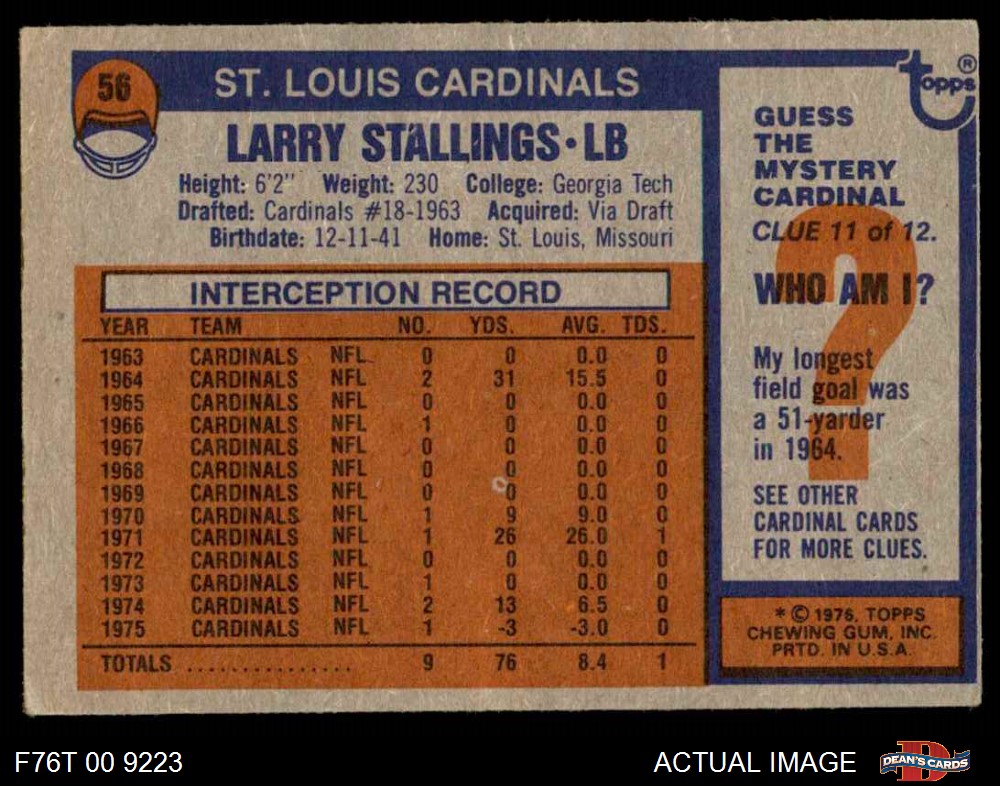 56
ST. LOUIS CARDINALS
LARRY STALLINGS • LB
Height: 6'2" Weight: 230 College: Georgia Tech
Drafted: Cardinals #18-1963 Acquired: Via Draft
Birthdate: 12-11-41 Home: St. Louis, Missouri
INTERCEPTION RECORD
YEAR TEAM NO. YDS. AVG. TDS.
1963 CARDINALS NFL 0 0 0.0 0
1964 CARDINALS NFL 2 31 15.5 0
1965 CARDINALS NFL 0 0 0.0 0
1966 CARDINALS NFL 1 0 0.0 0
1967 CARDINALS NFL 0 0 0.0 0
1968 CARDINALS NFL 0 0 0.0 0
1969 CARDINALS NFL 0 0 0.0 0
1970 CARDINALS NFL 1 9 9.0 0
1971 CARDINALS NFL 1 26 26.0 1
1972 CARDINALS NFL 0 0 0.0 0
1973 CARDINALS NFL 1 0 0.0 0
1974 CARDINALS NFL 2 13 6.5 0
1975 CARDINALS NFL 1 -3 -3.0 0
TOTALS ............... 9 76 8.4 1
topps ®
GUESS
THE
MYSTERY
CARDINAL
CLUE 11 of 12.
WHO AM I?
?
My longest
field goal was
a 51-yarder
in 1964.
SEE OTHER
CARDINAL CARDS
FOR MORE CLUES.
* © 1976, TOPPS
CHEWING GUM, INC.
PRTD. IN U.S.A.
F76T 00 9223
ACTUAL IMAGE
D
DEAN'S CARDS